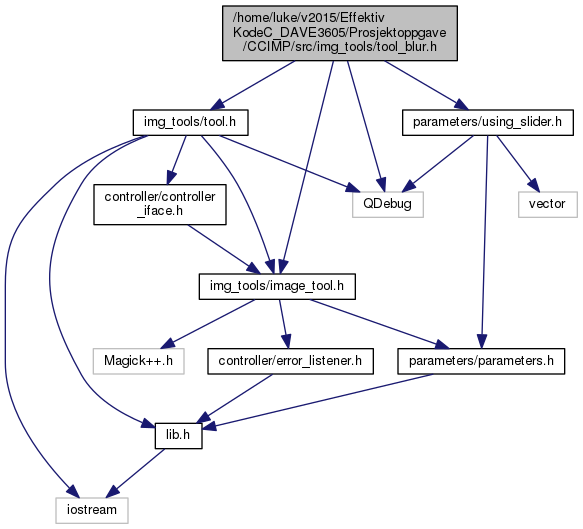 /home/luke/v2015/Effektiv
KodeC_DAVE3605/Prosjektoppgave
/CCIMP/src/img_tools/tool_blur.h
img_tools/tool.h
parameters/using_slider.h
controller/controller
_iface.h
QDebug
vector
img_tools/image_tool.h
Magick++.h
controller/error_listener.h
parameters/parameters.h
lib.h
iostream